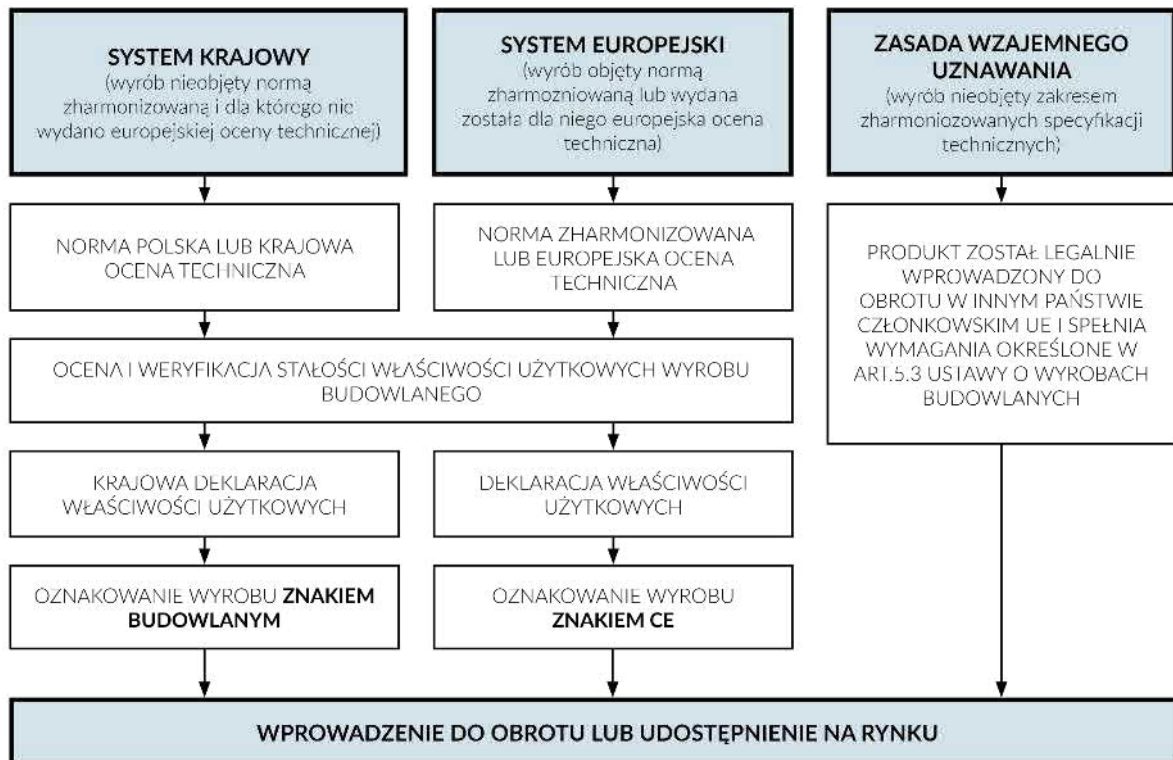 SYSTEM KRAJOWY
(wyrób nieobjęty normą
zharmonizowaną i dla którego nie
wydano europejskiej oceny technicznej)
SYSTEM EUROPEJSKI
(wyrób objęty normą
zharmozniowaną lub wydana
została dla niego europejska ocena
techniczna)
ZASADA WZAJEMNEGO
UZNAWANIA
(wyrób nieobjęty zakresem
zharmoniozowanych specyfikacji
technicznych)
NORMA POLSKA LUB KRAJOWA
OCENA TECHNICZNA
NORMA ZHARMONIZOWANA
LUB EUROPEJSKA OCENA
TECHNICZNA
PRODUKT ZOSTAŁ LEGALNIE
WPROWADZONY DO
OBROTU W INNYM PAŃSTWIE
CZŁONKOWSKIM UE I SPEŁNIA
WYMAGANIA OKREŚLONE W
ART.5.3 USTAWY O WYROBACH
BUDOWLANYCH
OCENA I WERYFIKACJA STAŁOŚCI WŁAŚCIWOŚCI UŻYTKOWYCH WYROBU
BUDOWLANEGO
KRAJOWA DEKLARACJA
WŁAŚCIWOŚCI UŻYTKOWYCH
DEKLARACJA WŁAŚCIWOŚCI
UŻYTKOWYCH
OZNAKOWANIE WYROBU ZNAKIEM
BUDOWLANYM
OZNAKOWANIE WYROBU
ZNAKIEM CE
WPROWADZENIE DO OBROTU LUB UDOSTĘPNIENIE NA RYNKU